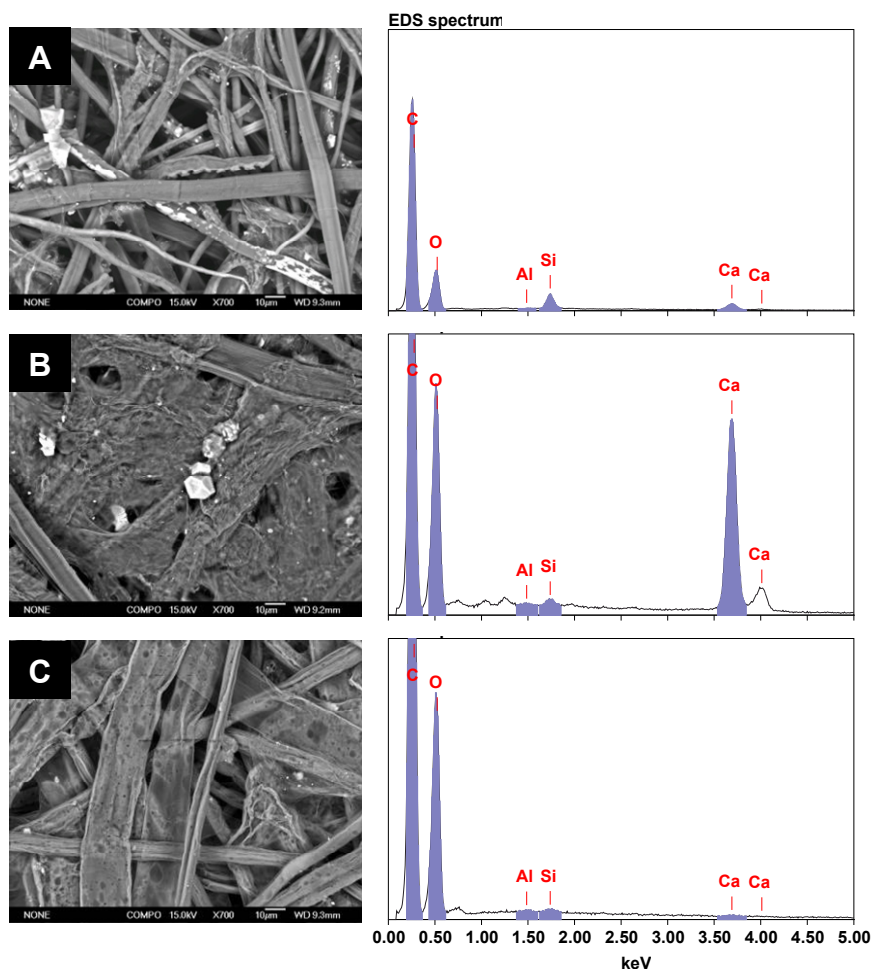 EDS spectrum
A
C
O
Al
Si
Ca
Ca
NONE COMPO 15.0kV X700 10µm WD 9.3mm
B
C
O
Al
Si
Ca
Ca
NONE COMPO 15.0kV X700 10µm WD 9.2mm
C
C
O
Al
Si
Ca
Ca
NONE COMPO 15.0kV X700 10µm WD 9.3mm
0.00 0.50 1.00 1.50 2.00 2.50 3.00 3.50 4.00 4.50 5.00
keV